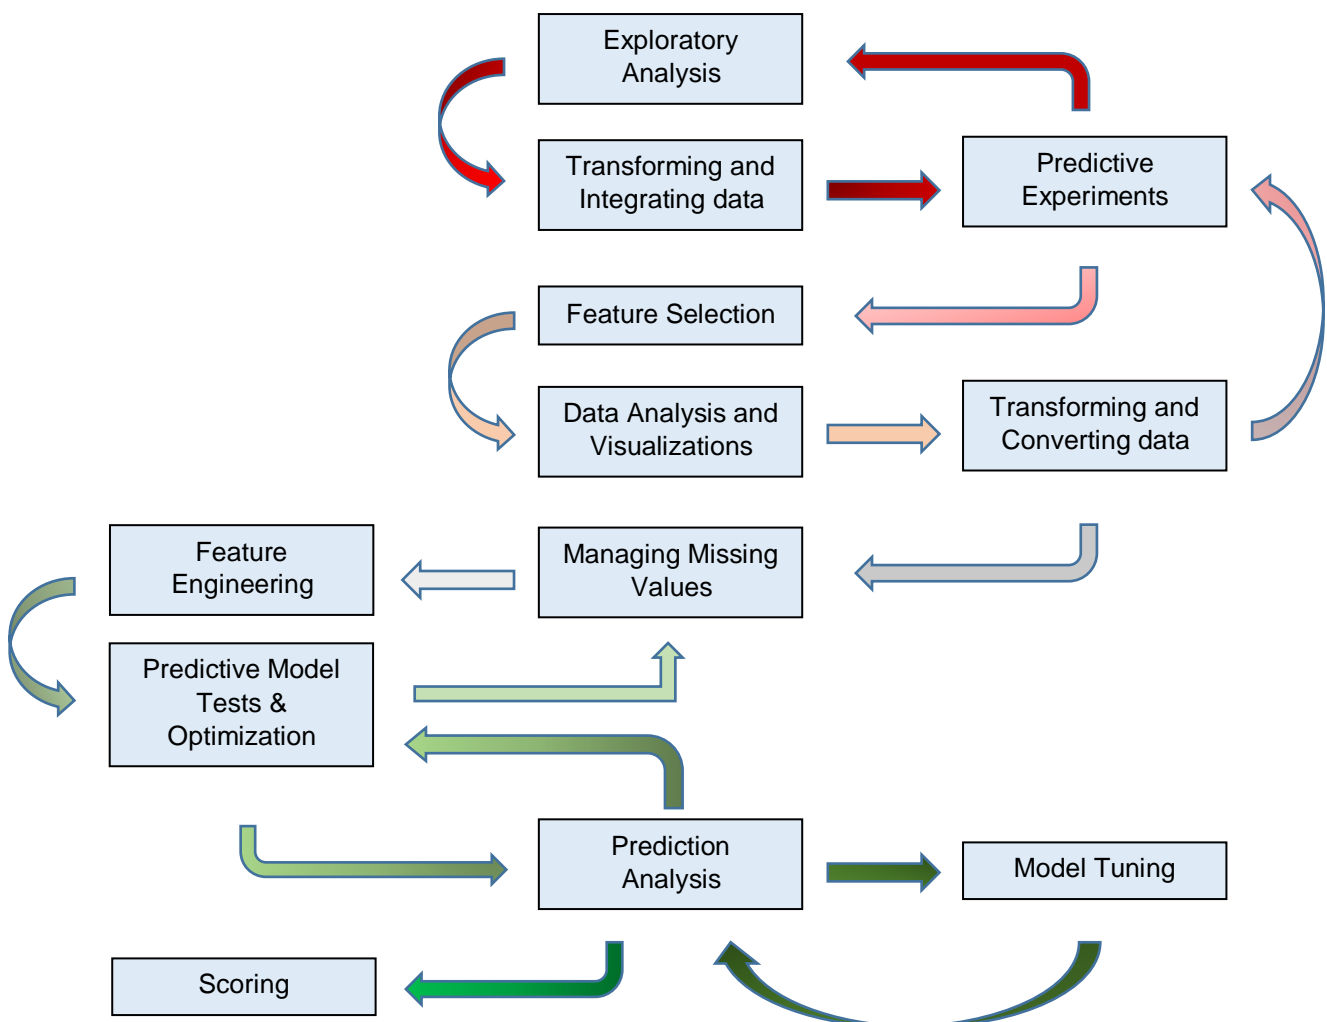 Exploratory
Analysis
Transforming and
Integrating data
Predictive
Experiments
Feature Selection
Data Analysis and
Visualizations
Transforming and
Converting data
Feature
Engineering
Managing Missing
Values
Predictive Model
Tests &
Optimization
Prediction
Analysis
Model Tuning
Scoring